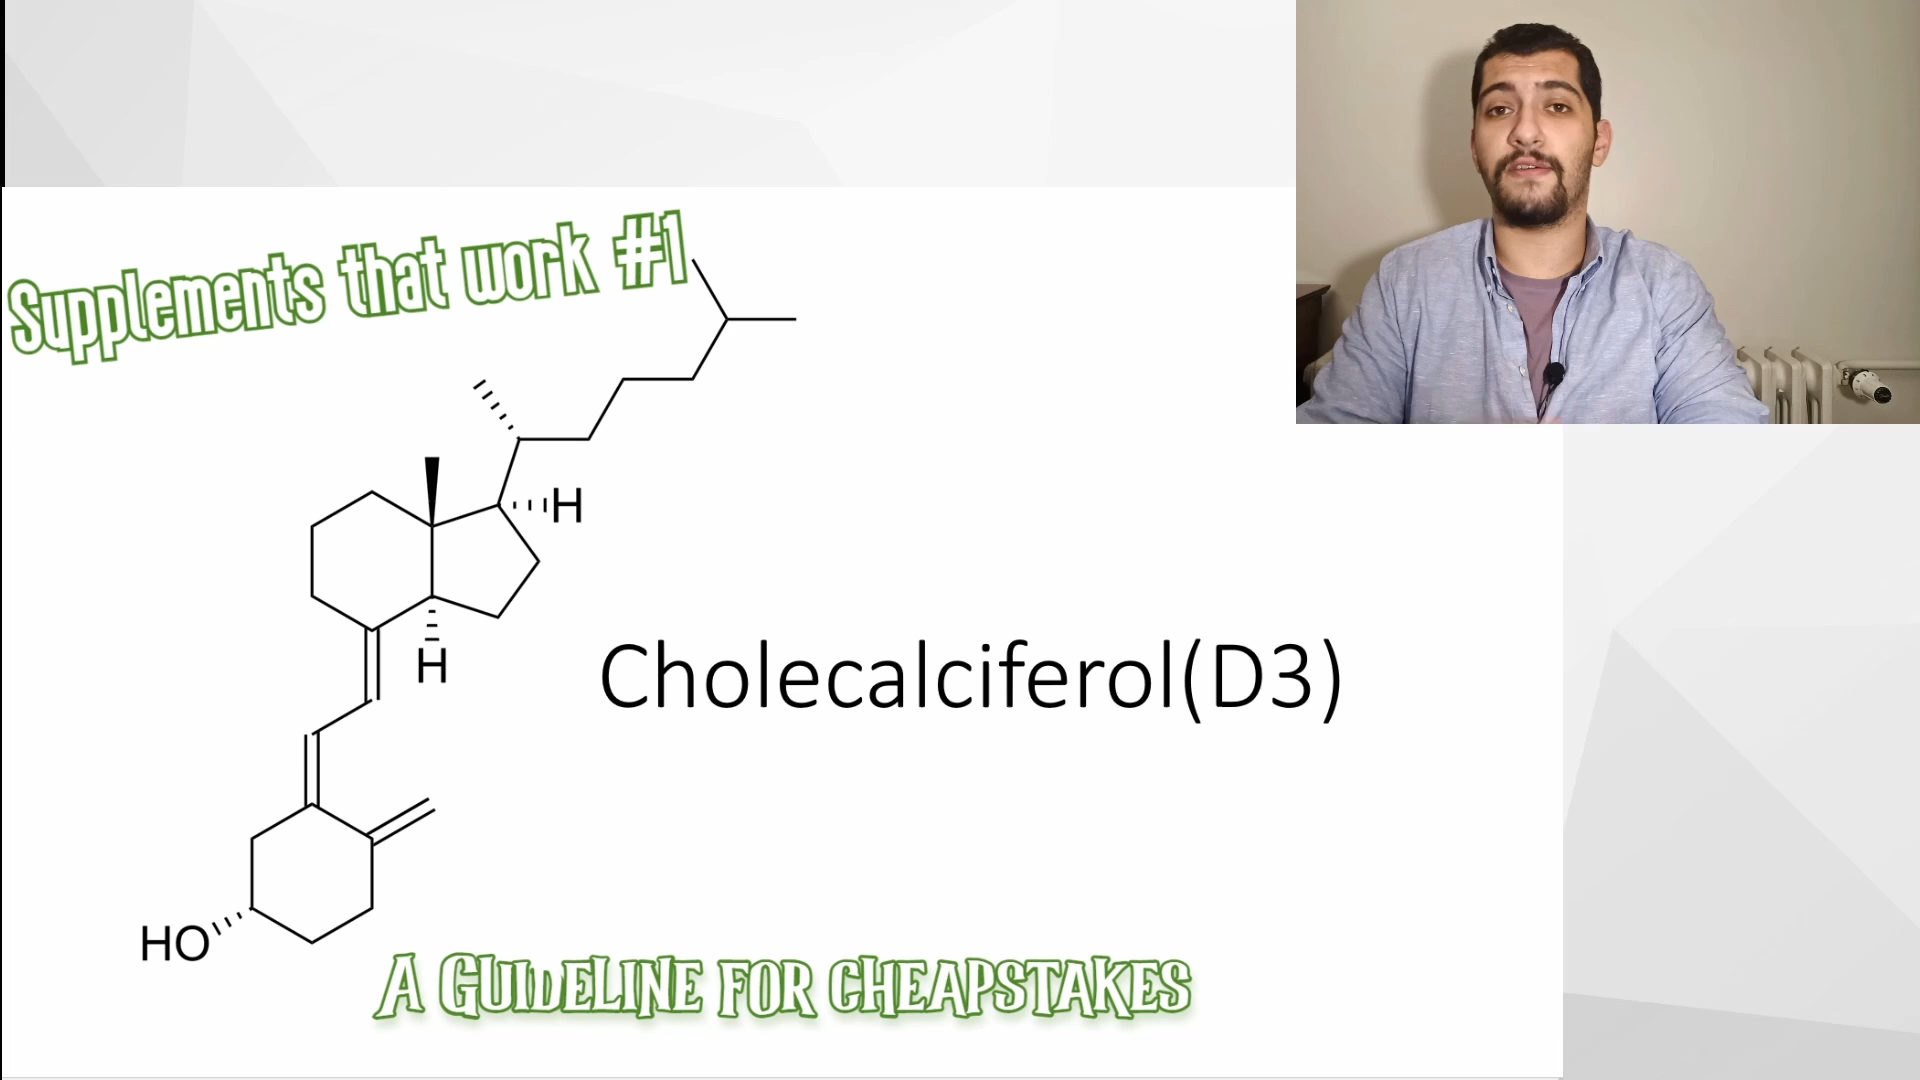 Supplements that work #1
H
H
Cholecalciferol(D3)
HO
A GUIDELINE FOR CHEAPSTAKES